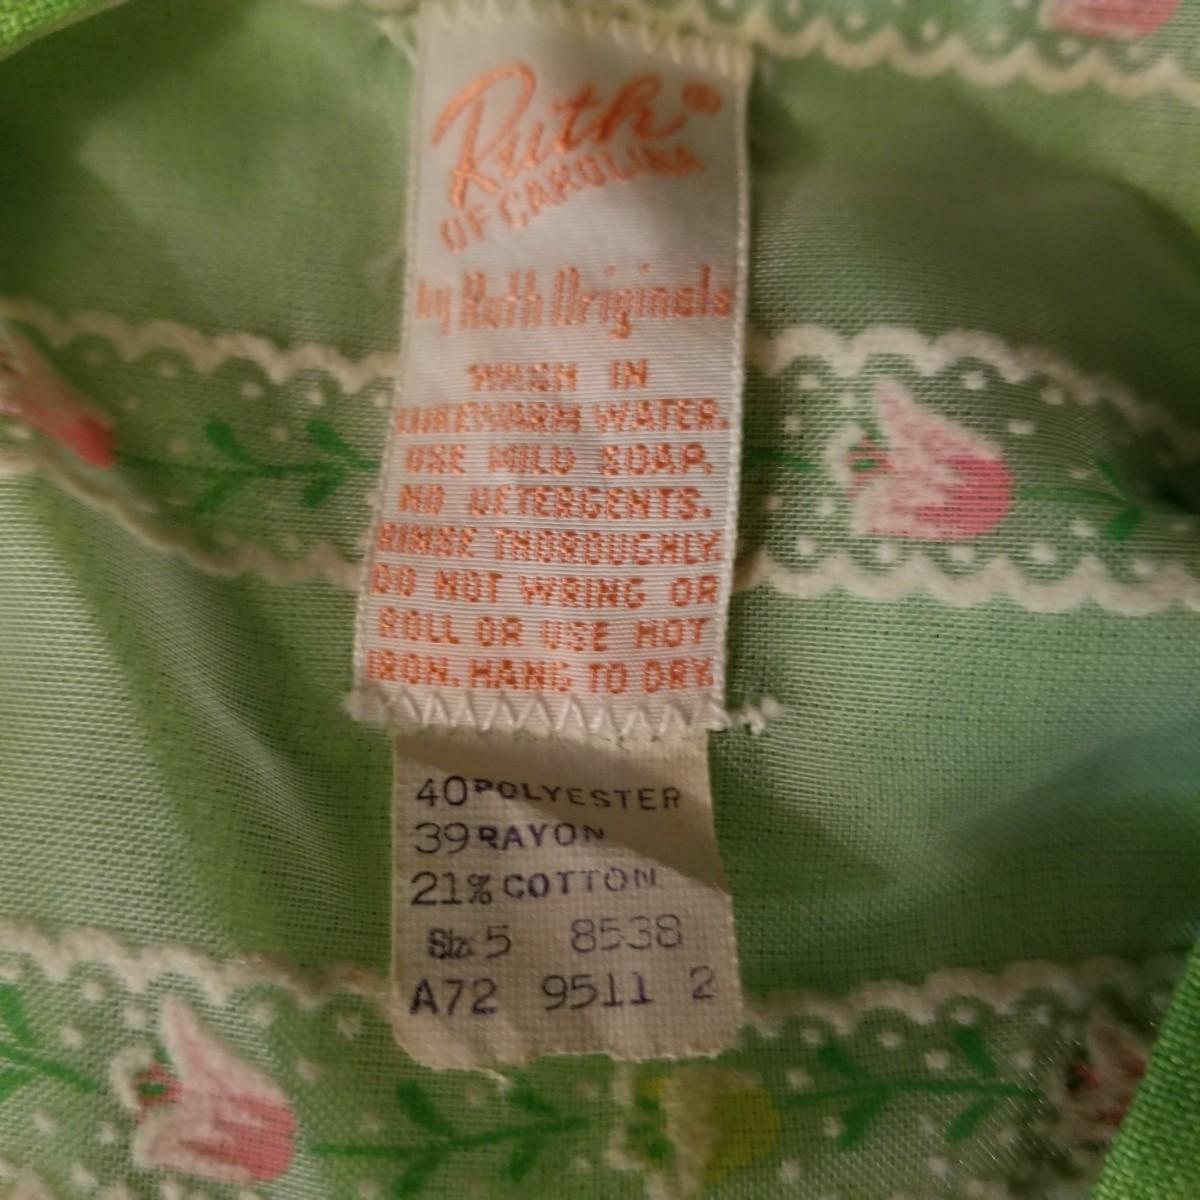 Ruth®
OF CAROLINA
by Ruth Originals
WASH IN
LUKEWARM WATER.
USE MILD SOAP.
NO DETERGENTS.
RINSE THOROUGHLY
DO NOT WRING OR
ROLL OR USE HOT
IRON. HANG TO DRY.
40 POLYESTER
39 RAYON
21% COTTON
Size 5 8538
A72 9511 2